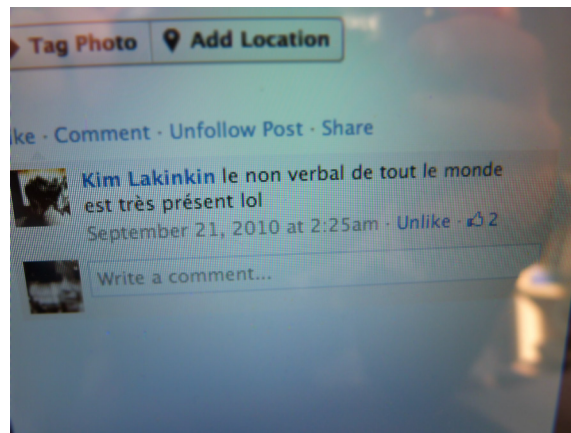 Tag Photo Add Location
ke · Comment · Unfollow Post · Share
Kim Lakinkin le non verbal de tout le monde
est très présent lol
September 21, 2010 at 2:25am · Unlike · 2
Write a comment...